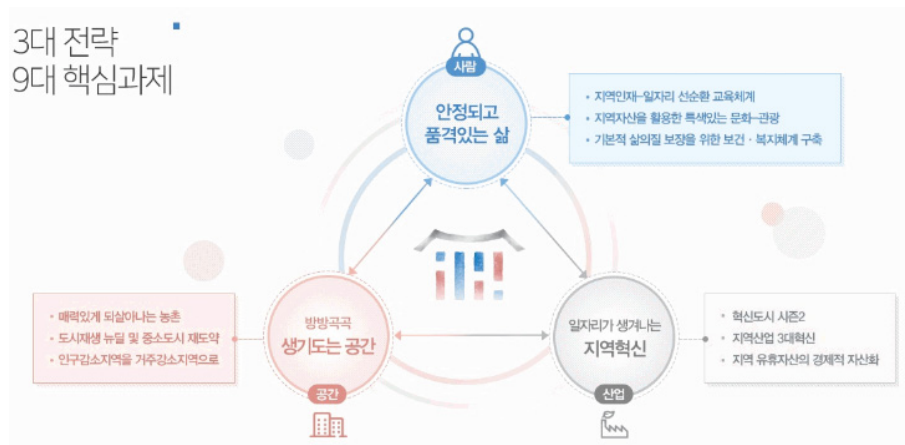 3대 전략
9대 핵심과제
사람
안정되고
품격있는 삶
• 지역인재-일자리 선순환 교육체계
• 지역자산을 활용한 특색있는 문화-관광
• 기본적 삶의질 보장을 위한 보건 · 복지체계 구축
방방곡곡
생기도는 공간
공간
• 매력있게 되살아나는 농촌
• 도시재생 뉴딜 및 중소도시 재도약
• 인구감소지역을 거주강소지역으로
일자리가 생겨나는
지역혁신
산업
• 혁신도시 시즌2
• 지역산업 3대혁신
• 지역 유휴자산의 경제적 자산화